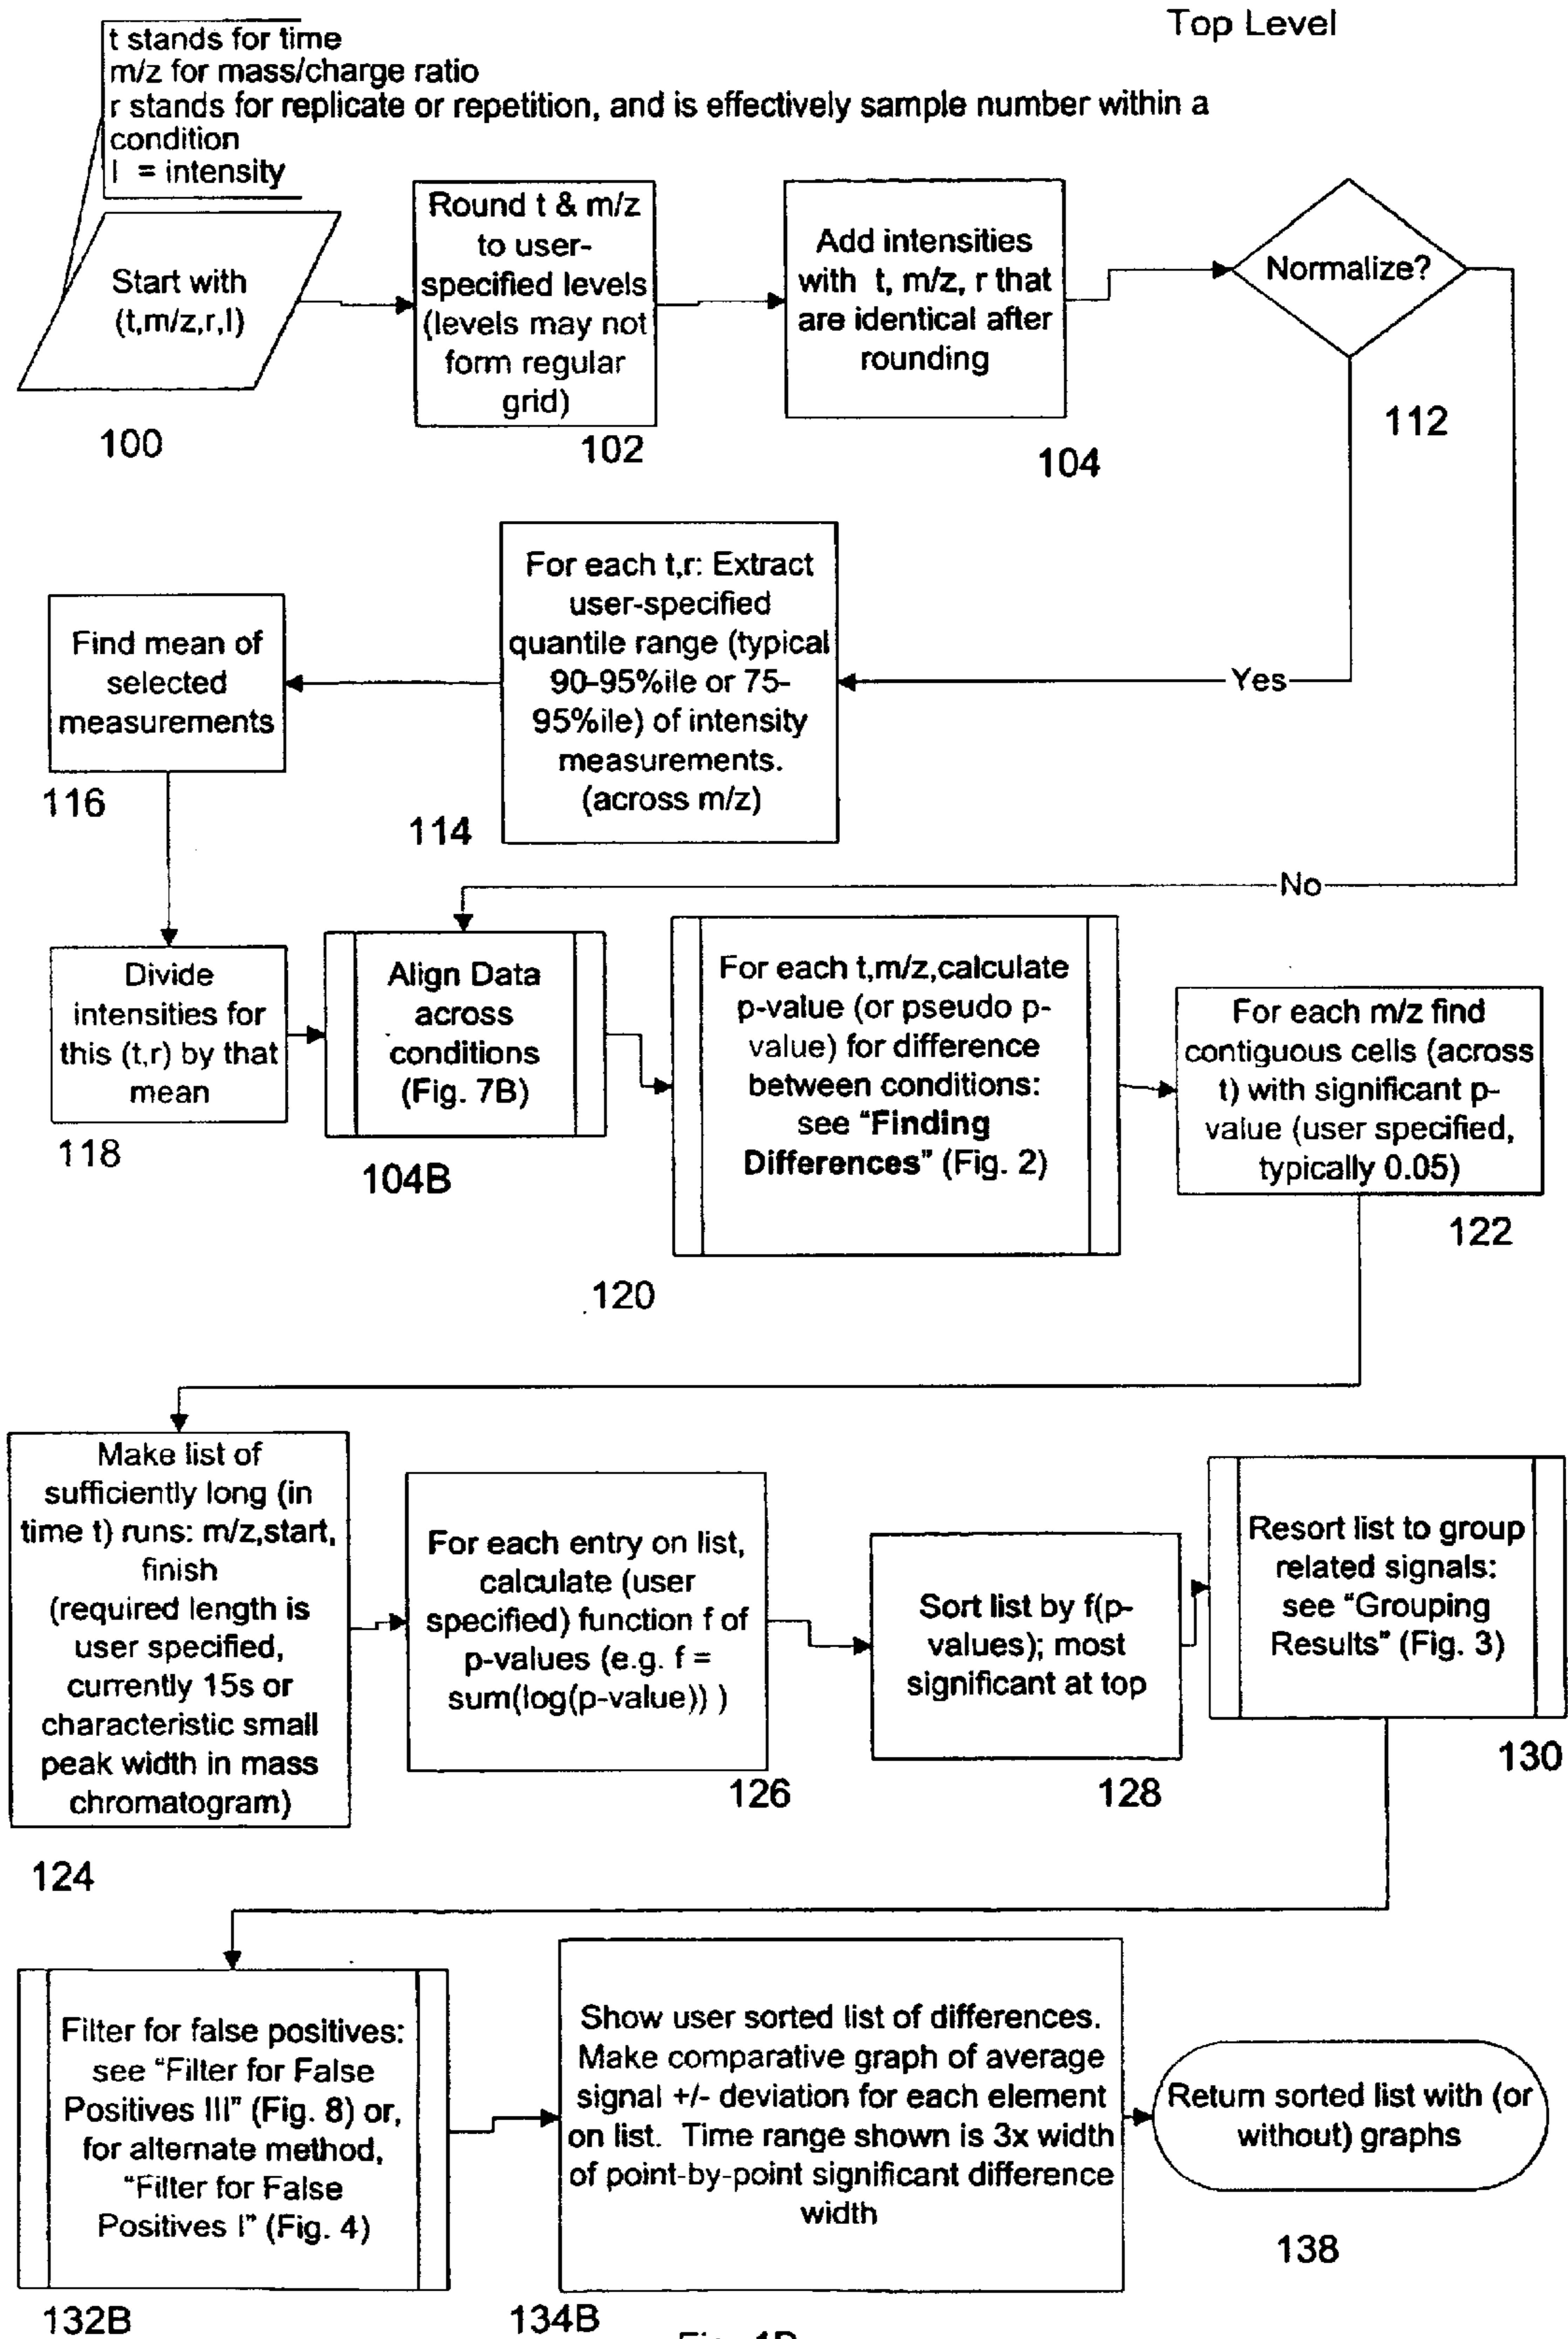 Top Level
t stands for time
m/z for mass/charge ratio
r stands for replicate or repetition, and is effectively sample number within a
condition
I = intensity
Start with
(t,m/z,r,I)
100
Round t & m/z
to user-
specified levels
(levels may not
form regular
grid)
102
Add intensities
with t, m/z, r that
are identical after
rounding
104
Normalize?
112
Yes
No
For each t,r: Extract
user-specified
quantile range (typical
90-95%ile or 75-
95%ile) of intensity
measurements.
(across m/z)
114
Find mean of
selected
measurements
116
Divide
intensities for
this (t,r) by that
mean
118
Align Data
across
conditions
(Fig. 7B)
104B
For each t,m/z,calculate
p-value (or pseudo p-
value) for difference
between conditions:
see “Finding
Differences” (Fig. 2)
120
For each m/z find
contiguous cells (across
t) with significant p-
value (user specified,
typically 0.05)
122
Make list of
sufficiently long (in
time t) runs: m/z,start,
finish
(required length is
user specified,
currently 15s or
characteristic small
peak width in mass
chromatogram)
124
For each entry on list,
calculate (user
specified) function f of
p-values (e.g. f =
sum(log(p-value)) )
126
Sort list by f(p-
values); most
significant at top
128
Resort list to group
related signals:
see “Grouping
Results” (Fig. 3)
130
Filter for false positives:
see “Filter for False
Positives III” (Fig. 8) or,
for alternate method,
“Filter for False
Positives I” (Fig. 4)
132B
Show user sorted list of differences.
Make comparative graph of average
signal +/- deviation for each element
on list. Time range shown is 3x width
of point-by-point significant difference
width
134B
Return sorted list with (or
without) graphs
138